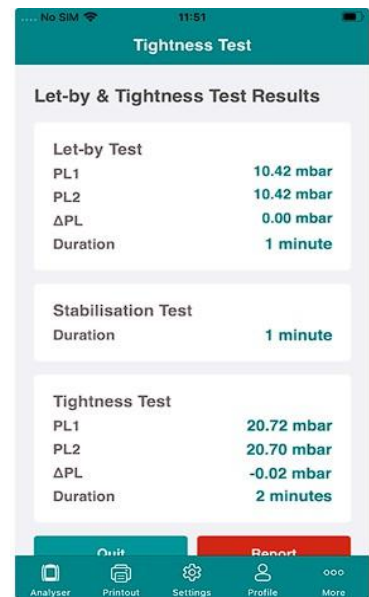 .... No SIM 11:51
Tightness Test
Let-by & Tightness Test Results
Let-by Test
PL1 10.42 mbar
PL2 10.42 mbar
ΔPL 0.00 mbar
Duration 1 minute
Stabilisation Test
Duration 1 minute
Tightness Test
PL1 20.72 mbar
PL2 20.70 mbar
ΔPL -0.02 mbar
Duration 2 minutes
Quit Report
Analyser Printout Settings Profile More